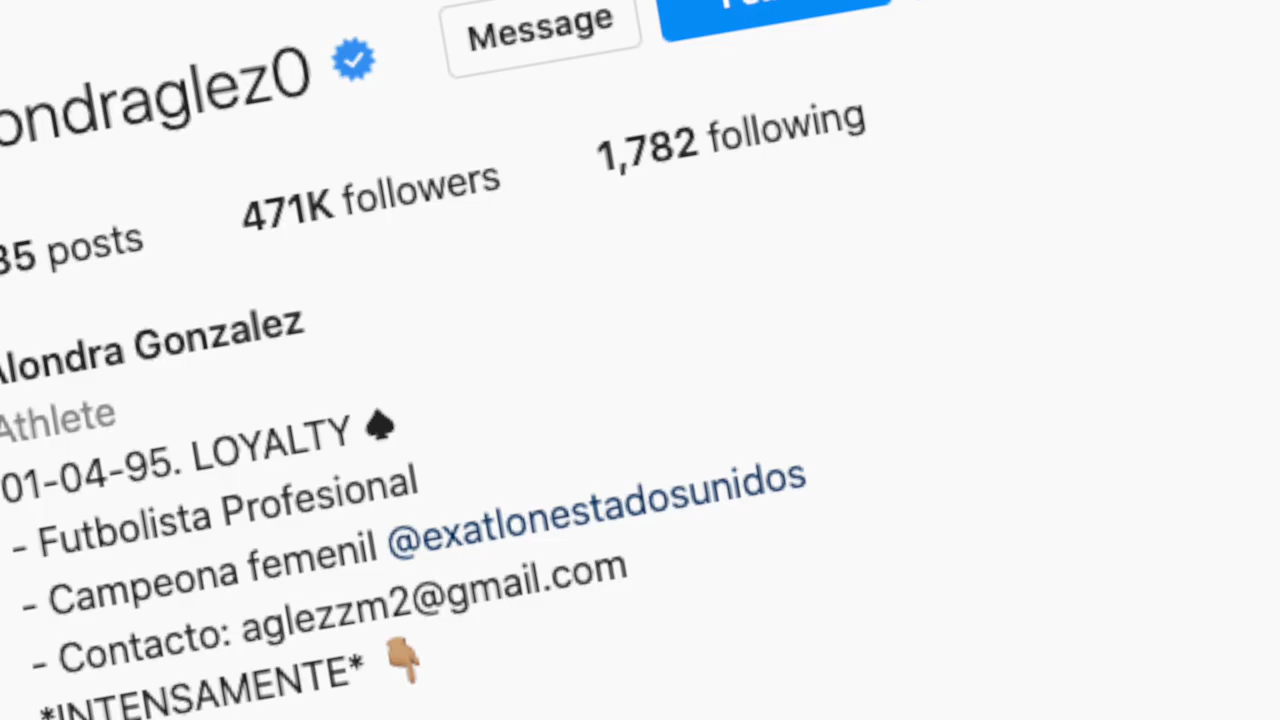 Message
ondraglez0
35 posts 471K followers 1,782 following
Alondra Gonzalez
Athlete
01-04-95. LOYALTY ♠
- Futbolista Profesional
- Campeona femenil @exatlonestadosunidos
- Contacto: aglezzm2@gmail.com
*INTENSAMENTE* 👇🏽